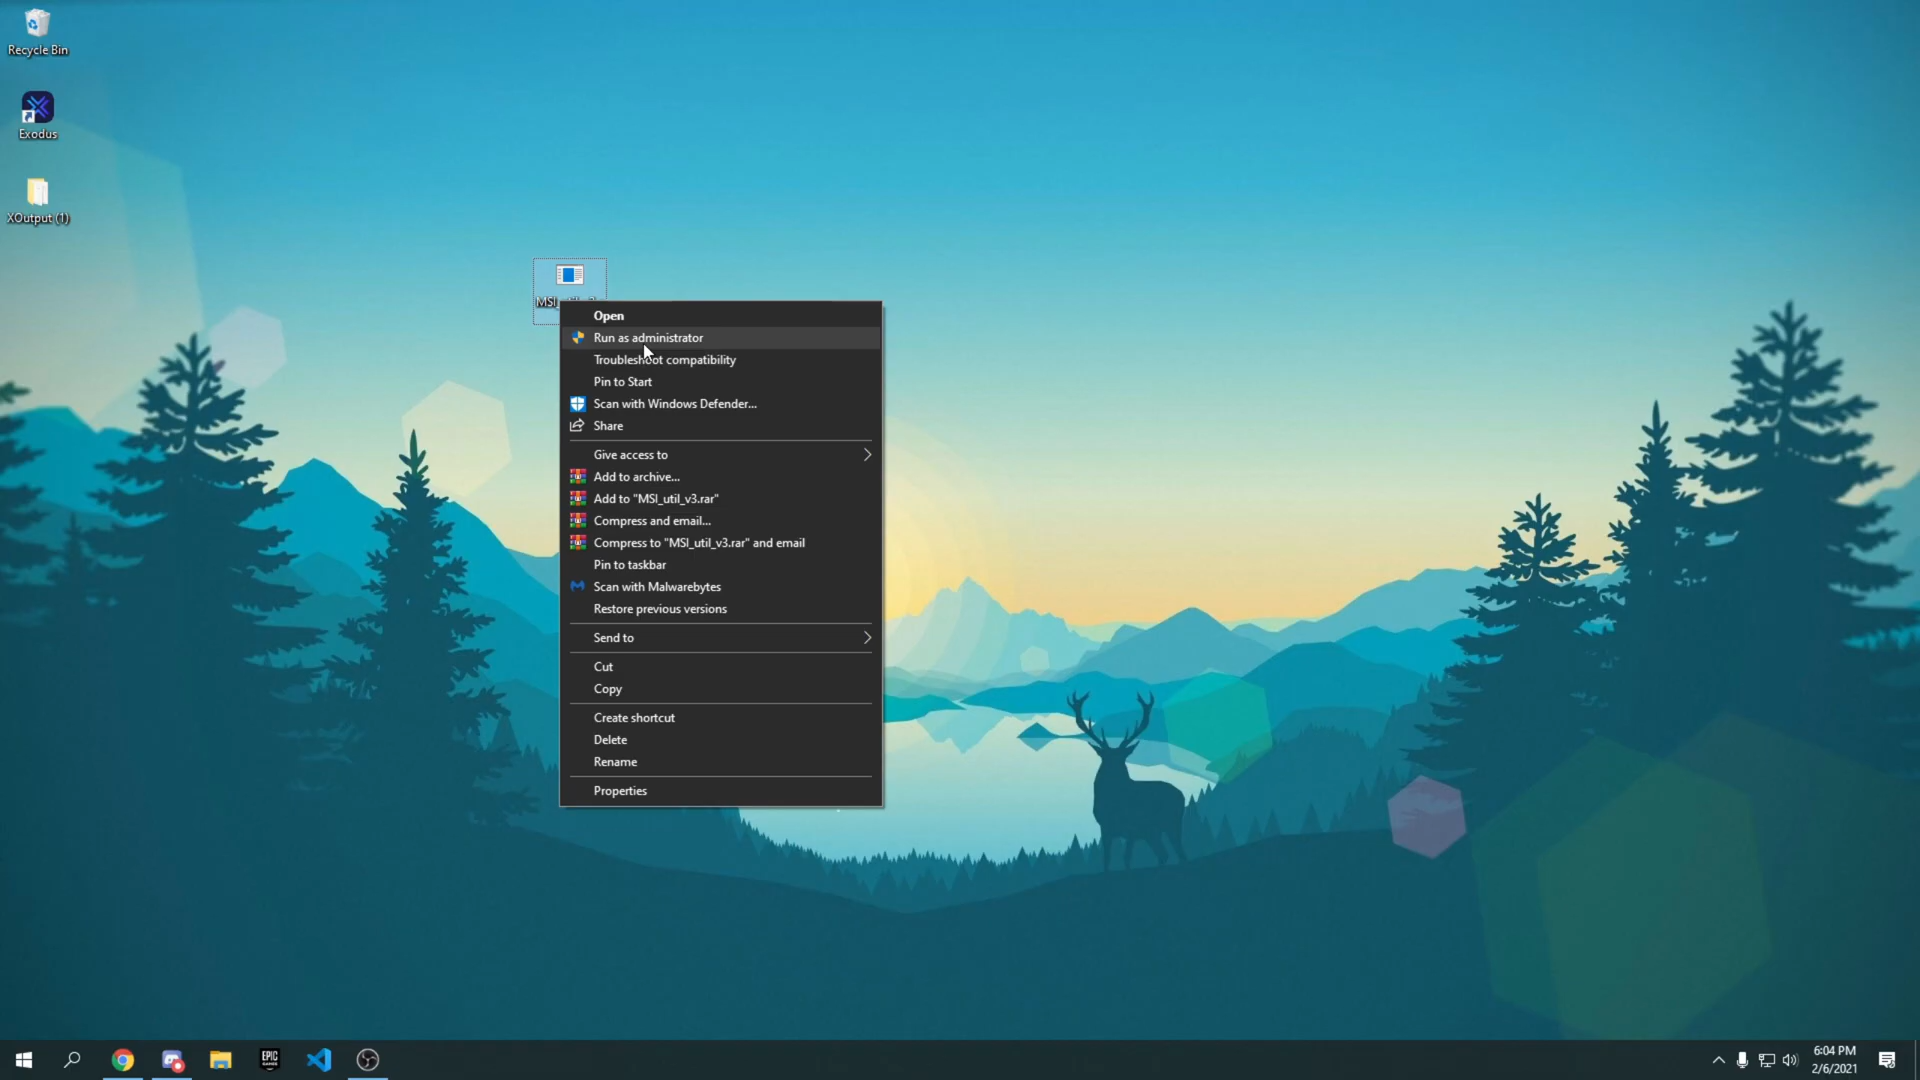 Recycle Bin
Exodus
XOutput (1)
Open
Run as administrator
Troubleshoot compatibility
Pin to Start
Scan with Windows Defender...
Share
Give access to
Add to archive...
Add to "MSI_util_v3.rar"
Compress and email...
Compress to "MSI_util_v3.rar" and email
Pin to taskbar
Scan with Malwarebytes
Restore previous versions
Send to
Cut
Copy
Create shortcut
Delete
Rename
Properties
EPIC
GAMES
6:04 PM
2/6/2021